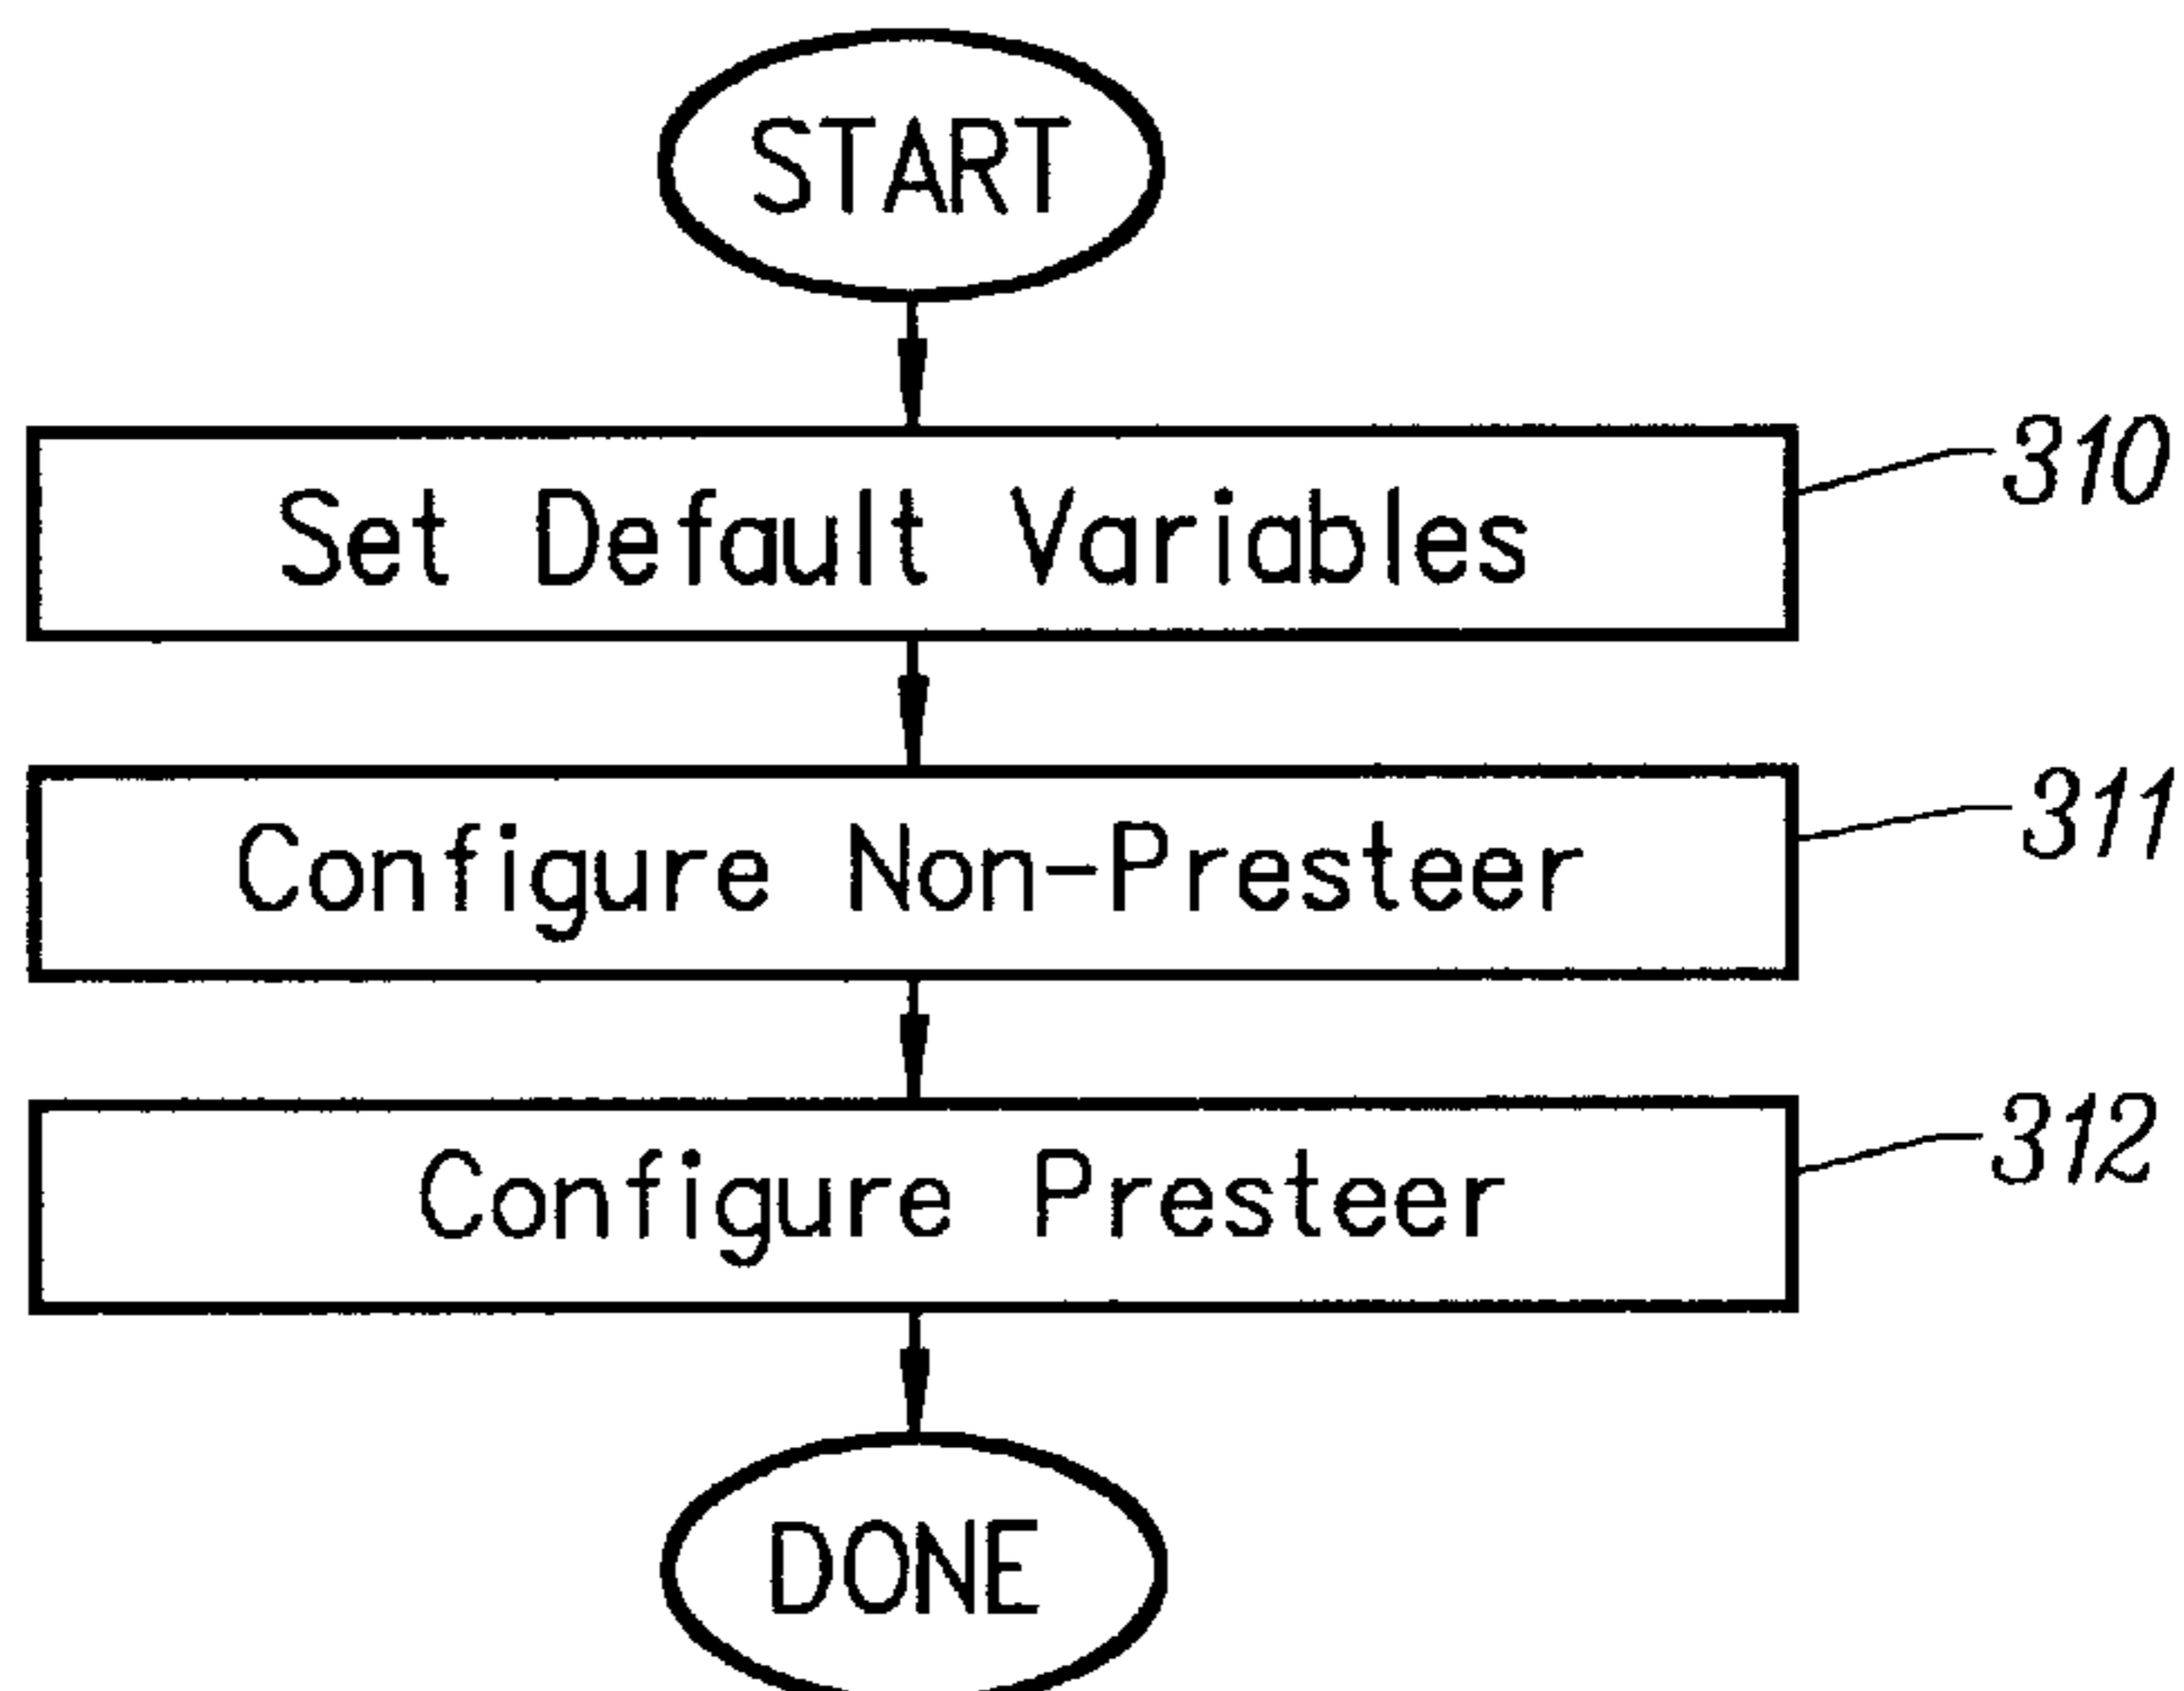 START
Set Default Variables
310
Configure Non-Presteer
311
Configure Presteer
312
DONE